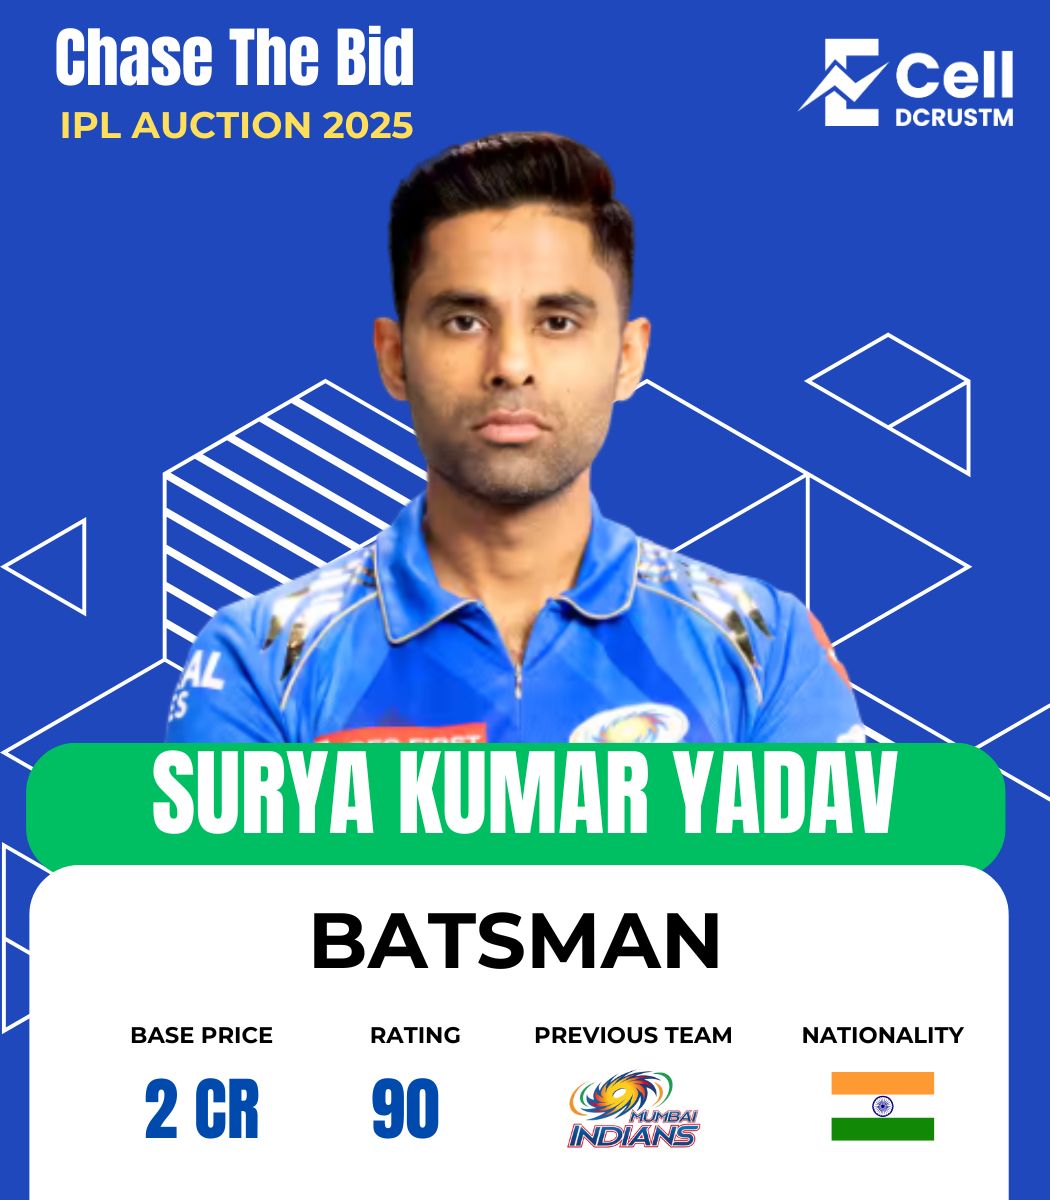 Chase The Bid
IPL AUCTION 2025
Cell
DCRUSTM
SURYA KUMAR YADAV
BATSMAN
BASE PRICE
RATING
PREVIOUS TEAM
NATIONALITY
2 CR
90
MUMBAI
INDIANS